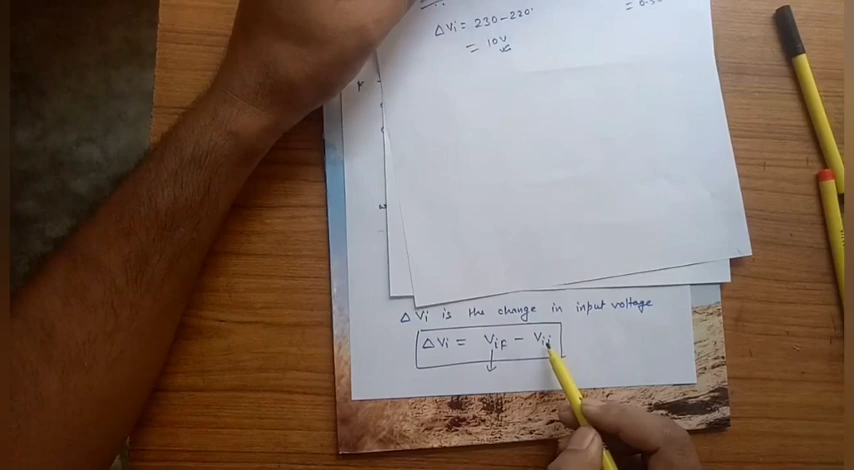 ΔVi = 230-220
= 10V
ΔVi is the change in input voltage
ΔVi = Vif - Vii